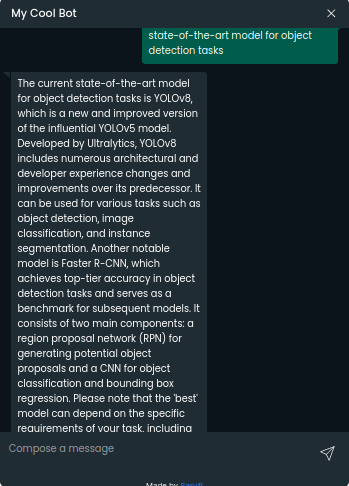 My Cool Bot
state-of-the-art model for object
detection tasks
The current state-of-the-art model
for object detection tasks is YOLOv8,
which is a new and improved version
of the influential YOLOv5 model.
Developed by Ultralytics, YOLOv8
includes numerous architectural and
developer experience changes and
improvements over its predecessor. It
can be used for various tasks such as
object detection, image
classification, and instance
segmentation. Another notable
model is Faster R-CNN, which
achieves top-tier accuracy in object
detection tasks and serves as a
benchmark for subsequent models. It
consists of two main components: a
region proposal network (RPN) for
generating potential object
proposals and a CNN for object
classification and bounding box
regression. Please note that the 'best'
model can depend on the specific
requirements of your task, including
Compose a message
Made by